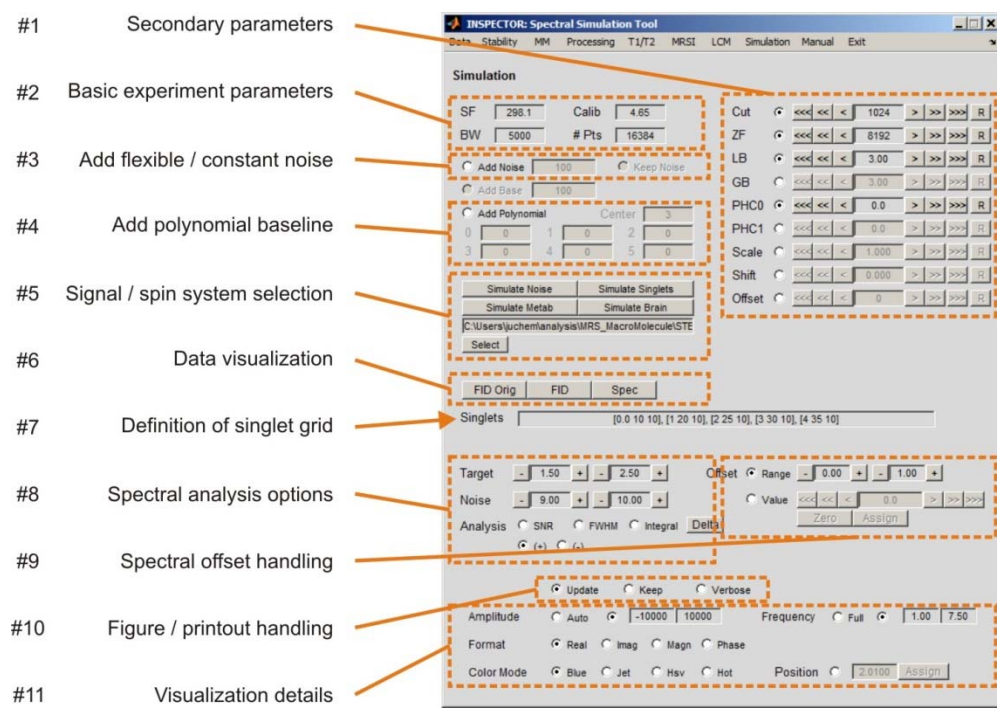 #1 Secondary parameters
#2 Basic experiment parameters
#3 Add flexible / constant noise
#4 Add polynomial baseline
#5 Signal / spin system selection
#6 Data visualization
#7 Definition of singlet grid
#8 Spectral analysis options
#9 Spectral offset handling
#10 Figure / printout handling
#11 Visualization details
INSPECTOR: Spectral Simulation Tool
Data Stability MM Processing T1/T2 MRSI LCM Simulation Manual Exit
Simulation
SF 298.1 Calib 4.65
BW 5000 # Pts 16384
Add Noise 100 Keep Noise
Add Base 100
Add Polynomial Center 3
0 0 1 0 2 0
3 0 4 0 5 0
Simulate Noise Simulate Singlets
Simulate Metab Simulate Brain
C:\Users\juchem\analysis\MRS_MacroMolecule\STE
Select
FID Orig FID Spec
Singlets [0.0 10 10], [1 20 10], [2 25 10], [3 30 10], [4 35 10]
Cut <<< << < 1024 > >> >>> R
ZF <<< << < 8192 > >> >>> R
LB <<< << < 3.00 > >> >>> R
GB <<< << < 3.00 > >> >>> R
PHC0 <<< << < 0.0 > >> >>> R
PHC1 <<< << < 0.0 > >> >>> R
Scale <<< << < 1.000 > >> >>> R
Shift <<< << < 0.000 > >> >>> R
Offset <<< << < 0 > >> >>> R
Target - 1.50 + - 2.50 +
Noise - 9.00 + - 10.00 +
Analysis SNR FWHM Integral Delta
(+) (-)
Offset Range - 0.00 + - 1.00 +
Value <<< << < 0.0 > >> >>>
Zero Assign
Update Keep Verbose
Amplitude Auto -10000 10000 Frequency Full 1.00 7.50
Format Real Imag Magn Phase
Color Mode Blue Jet Hsv Hot Position 2.0100 Assign